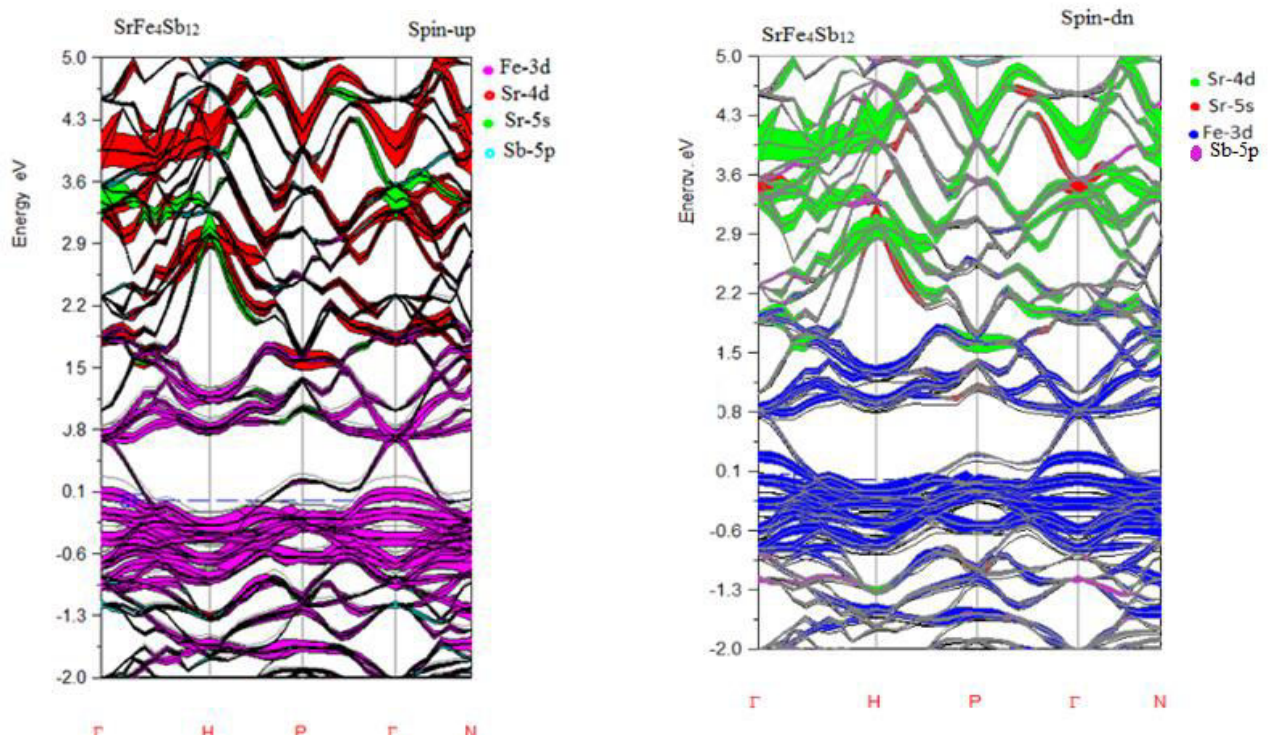 SrFe₄Sb₁₂
Spin-up
5.0
4.3
3.6
2.9
2.2
15
0.8
0.1
-0.6
-1.3
-2.0
Energy eV
Fe-3d
Sr-4d
Sr-5s
Sb-5p
Γ H P Γ N
SrFe₄Sb₁₂
Spin-dn
5.0
4.3
3.6
2.9
2.2
1.5
0.8
0.1
-0.6
-1.3
-2.0
Energy. eV
Sr-4d
Sr-5s
Fe-3d
Sb-5p
Γ H P Γ N